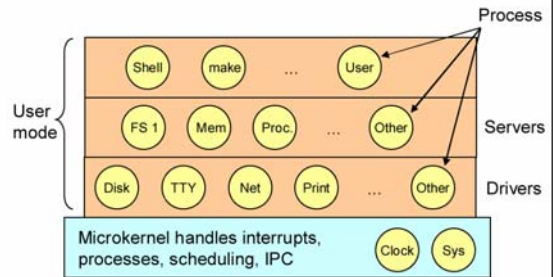 Process
User
mode
Shell make ... User
FS 1 Mem Proc. ... Other
Servers
Disk TTY Net Print ... Other
Drivers
Microkernel handles interrupts,
processes, scheduling, IPC
Clock Sys